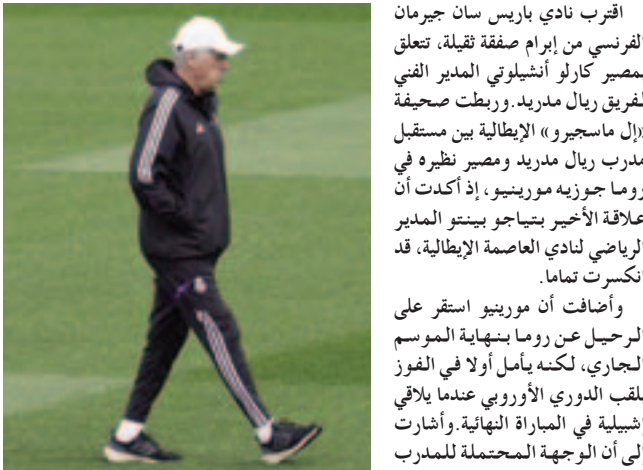 اقترب نادي باريس سان جيرمان
الفرنسي من إبرام صفقة ثقيلة، تتعلق
بمصير كارلو أنشيلوتي المدير الفني
لفريق ريال مدريد.وربطت صحيفة
«إل ماسجيرو» الإيطالية بين مستقبل
مدرب ريال مدريد ومصير نظيره في
روما جوزيه مورينيو، إذ أكدت أن
علاقة الأخير بتياجو بينتو المدير
الرياضي لنادي العاصمة الإيطالية، قد
انكسرت تماما.
وأضافت أن مورينيو استقر على
الرحيل عن روما بنهاية الموسم
الجاري، لكنه يأمل أولا في الفوز
بلقب الدوري الأوروبي عندما يلاقي
إشبيلية في المباراة النهائية.وأشارت
إلى أن الوجهة المحتملة للمدرب